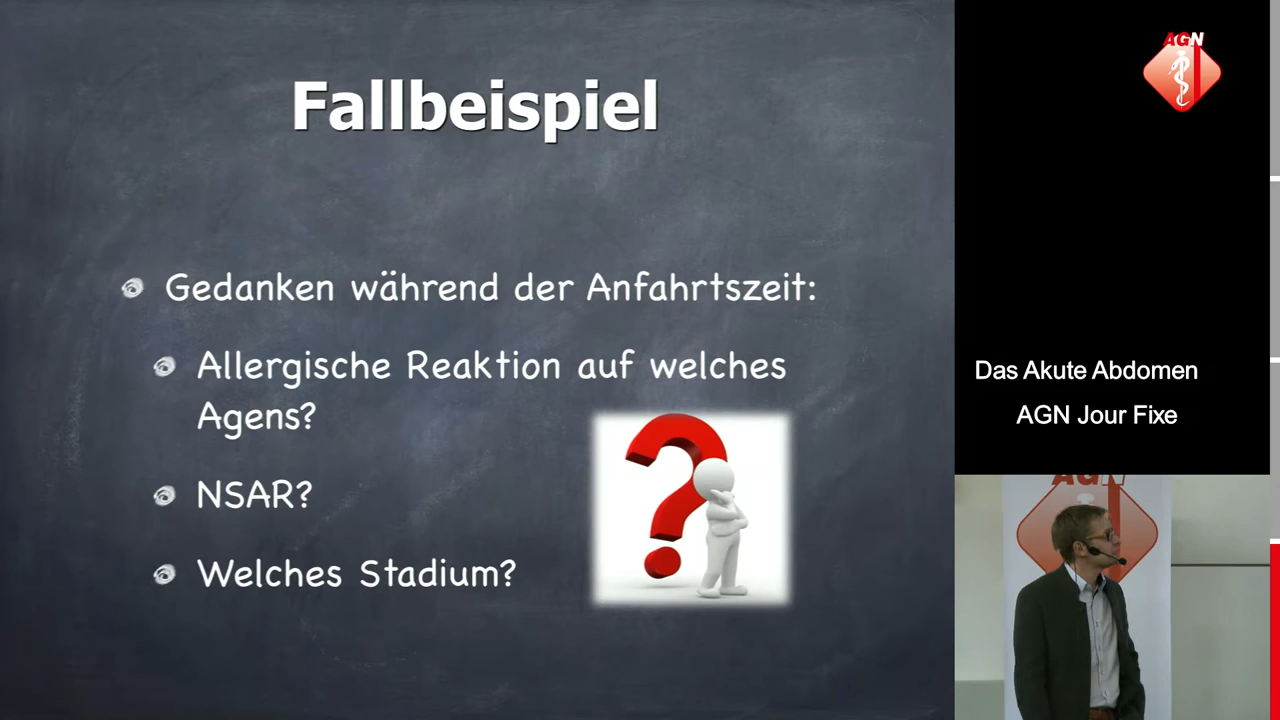 Fallbeispiel
Gedanken während der Anfahrtszeit:
Allergische Reaktion auf welches
Agens?
NSAR?
Welches Stadium?
AGN
Das Akute Abdomen
AGN Jour Fixe
AGN